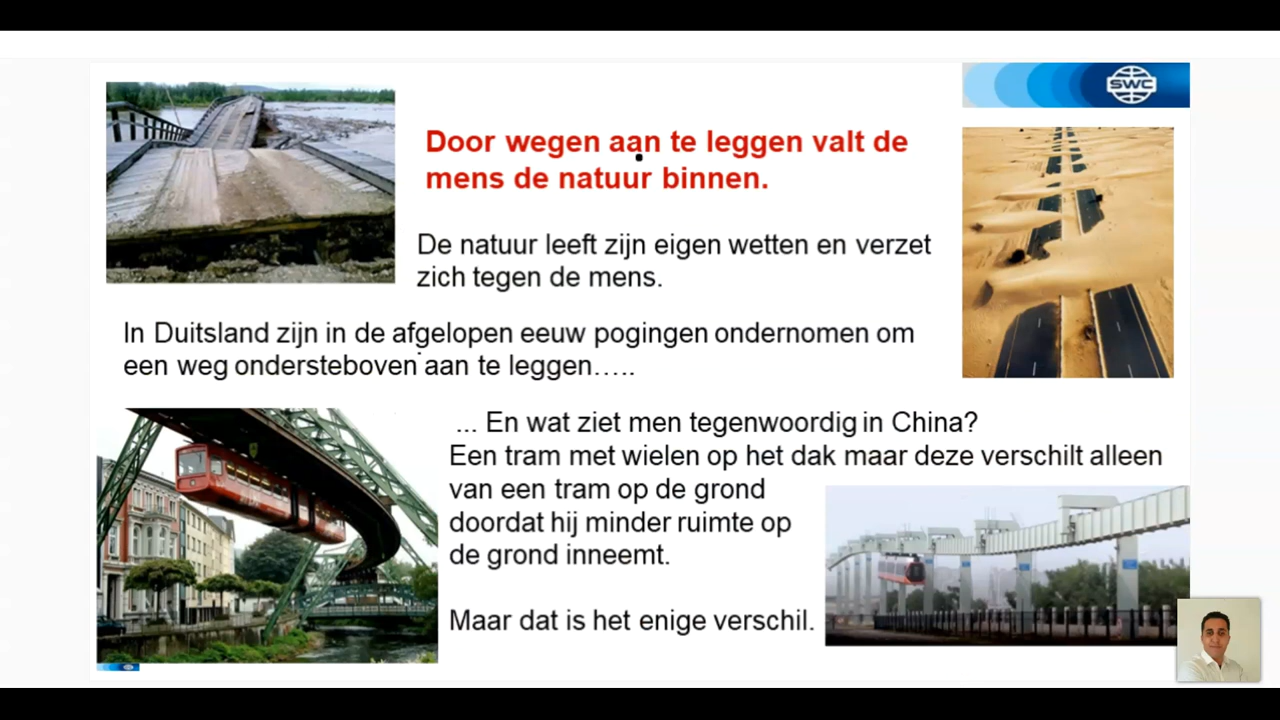 SWC
Door wegen aan te leggen valt de
mens de natuur binnen.
De natuur leeft zijn eigen wetten en verzet
zich tegen de mens.
In Duitsland zijn in de afgelopen eeuw pogingen ondernomen om
een weg ondersteboven aan te leggen…..
... En wat ziet men tegenwoordig in China?
Een tram met wielen op het dak maar deze verschilt alleen
van een tram op de grond
doordat hij minder ruimte op
de grond inneemt.
Maar dat is het enige verschil.